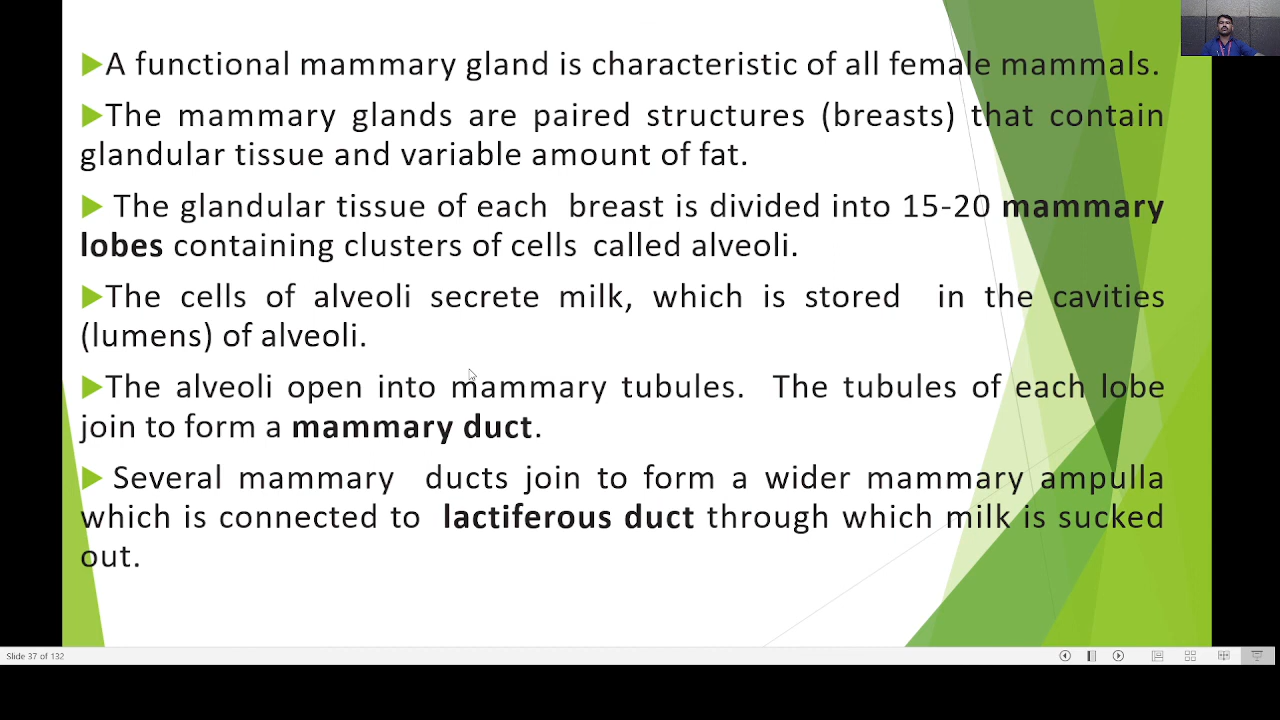 A functional mammary gland is characteristic of all female mammals.
The mammary glands are paired structures (breasts) that contain
glandular tissue and variable amount of fat.
The glandular tissue of each breast is divided into 15-20 mammary
lobes containing clusters of cells called alveoli.
The cells of alveoli secrete milk, which is stored in the cavities
(lumens) of alveoli.
The alveoli open into mammary tubules. The tubules of each lobe
join to form a mammary duct.
Several mammary ducts join to form a wider mammary ampulla
which is connected to lactiferous duct through which milk is sucked
out.
Slide 37 of 132